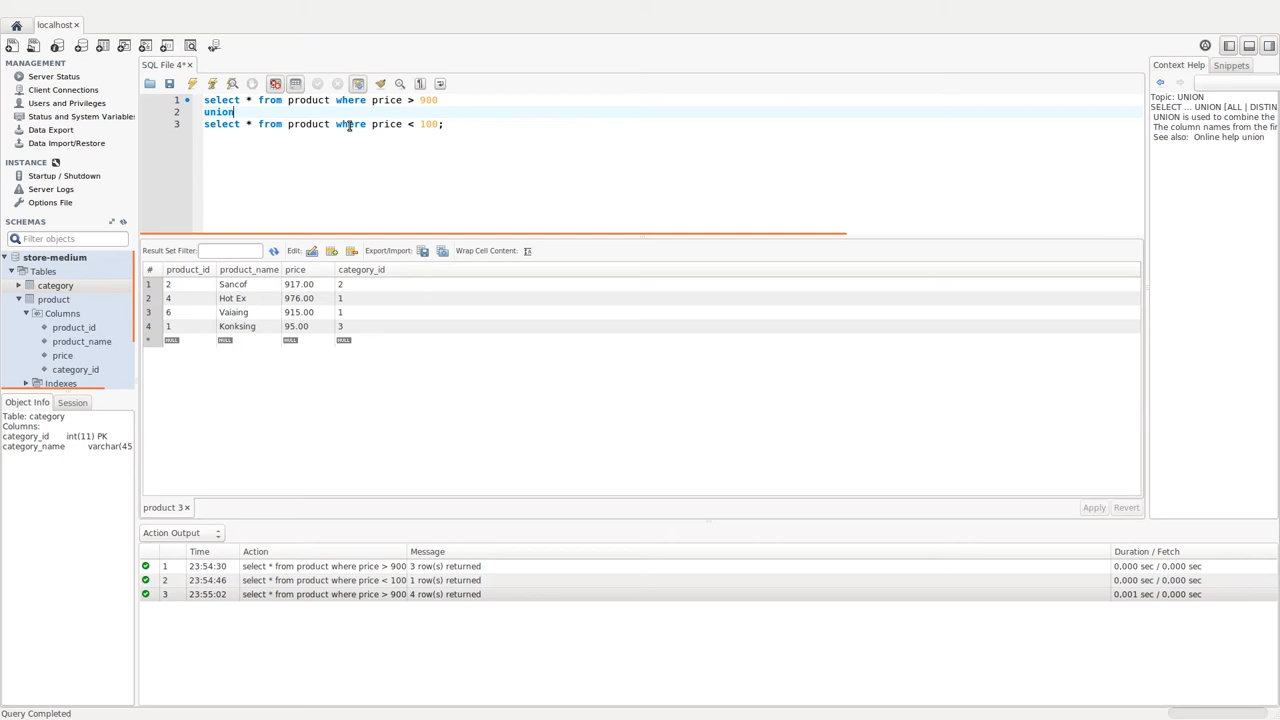 localhost ×
MANAGEMENT
Server Status
Client Connections
Users and Privileges
Status and System Variable
Data Export
Data Import/Restore
INSTANCE
Startup / Shutdown
Server Logs
Options File
SCHEMAS
Filter objects
store-medium
Tables
category
product
Columns
product_id
product_name
price
category_id
Indexes
Object Info Session
Table: category
Columns:
category_id int(11) PK
category_name varchar(45
SQL File 4* ×
1 select * from product where price > 900
2 union
3 select * from product where price < 100;
Result Set Filter: Edit: Export/Import: Wrap Cell Content:
# product_id product_name price category_id
1 2 Sancof 917.00 2
2 4 Hot Ex 976.00 1
3 6 Vaiaing 915.00 1
4 1 Konksing 95.00 3
* NULL NULL NULL NULL
product 3 × Apply Revert
Action Output
Time Action Message Duration / Fetch
1 23:54:30 select * from product where price > 900 3 row(s) returned 0,000 sec / 0,000 sec
2 23:54:46 select * from product where price < 100 1 row(s) returned 0,000 sec / 0,000 sec
3 23:55:02 select * from product where price > 900 4 row(s) returned 0,001 sec / 0,000 sec
Context Help Snippets
Topic: UNION
SELECT ... UNION [ALL | DISTIN
UNION is used to combine the
The column names from the fir
See also: Online help union
Query Completed